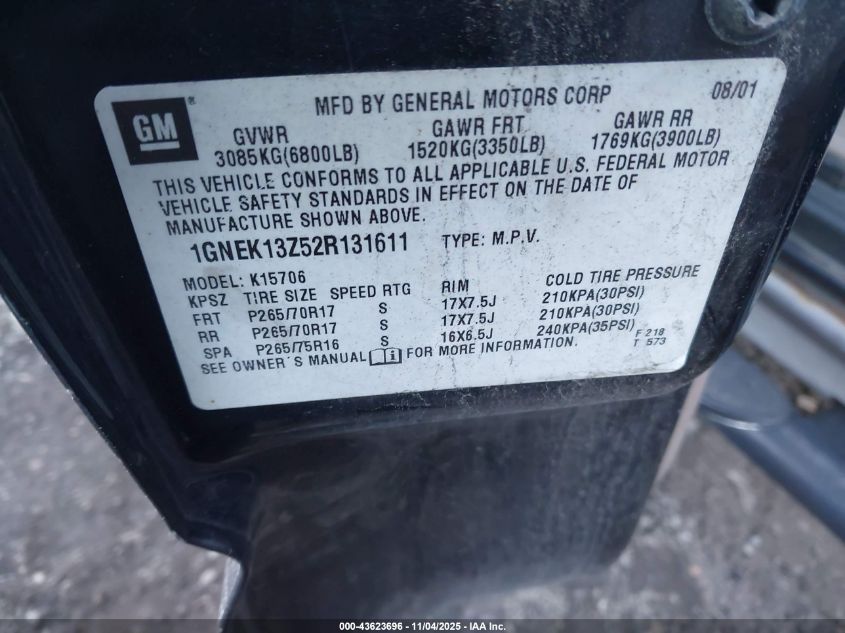 GM ®
MFD BY GENERAL MOTORS CORP 08/01
GVWR GAWR FRT GAWR RR
3085KG(6800LB) 1520KG(3350LB) 1769KG(3900LB)
THIS VEHICLE CONFORMS TO ALL APPLICABLE U.S. FEDERAL MOTOR
VEHICLE SAFETY STANDARDS IN EFFECT ON THE DATE OF
MANUFACTURE SHOWN ABOVE.
1GNEK13Z52R131611 TYPE: M.P.V.
MODEL: K15706
KPSZ TIRE SIZE SPEED RTG RIM COLD TIRE PRESSURE
FRT P265/70R17 S 17X7.5J 210KPA(30PSI)
RR P265/70R17 S 17X7.5J 210KPA(30PSI)
SPA P265/75R16 S 16X6.5J 240KPA(35PSI)
SEE OWNER'S MANUAL i FOR MORE INFORMATION.
F 218
T 573
000-43623696 - 11/04/2025 - IAA Inc.